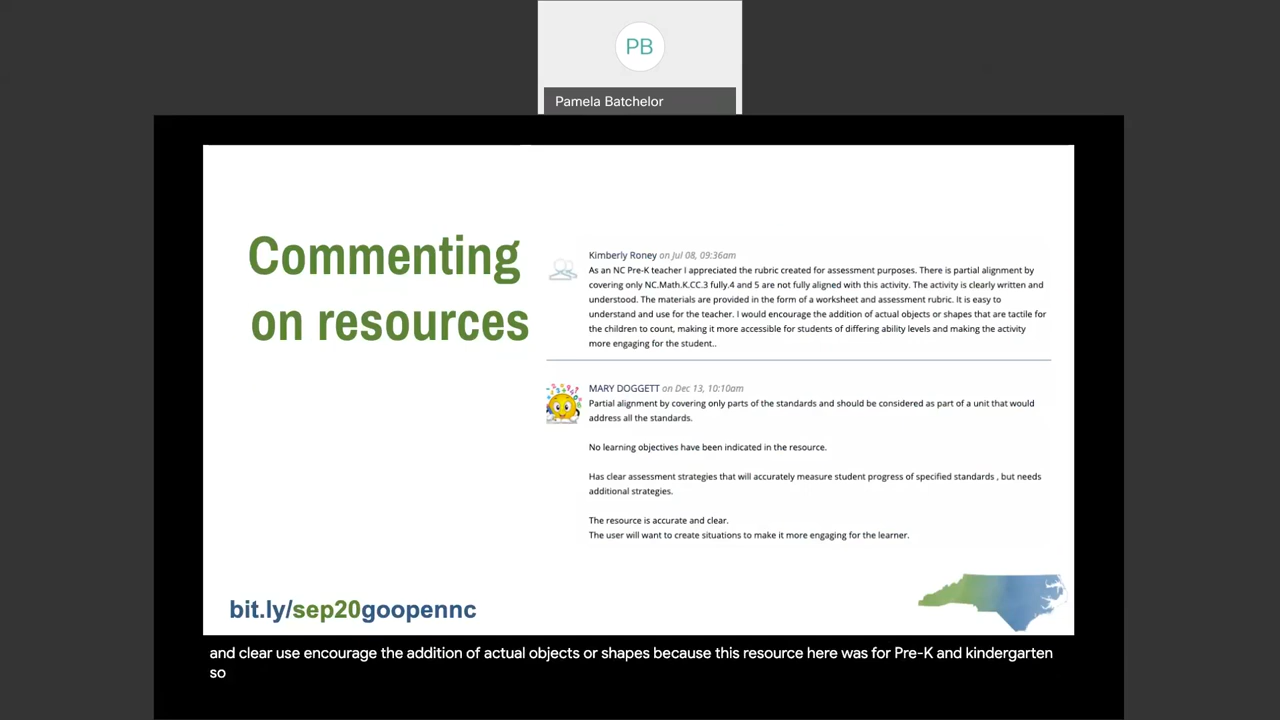 PB
Pamela Batchelor
Commenting
on resources
Kimberly Roney on Jul 08, 09:36am
As an NC Pre-K teacher I appreciated the rubric created for assessment purposes. There is partial alignment by
covering only NC.Math.K.CC.3 fully.4 and 5 are not fully aligned with this activity. The activity is clearly written and
understood. The materials are provided in the form of a worksheet and assessment rubric. It is easy to
understand and use for the teacher. I would encourage the addition of actual objects or shapes that are tactile for
the children to count, making it more accessible for students of differing ability levels and making the activity
more engaging for the student..
MARY DOGGETT on Dec 13, 10:10am
Partial alignment by covering only parts of the standards and should be considered as part of a unit that would
address all the standards.
No learning objectives have been indicated in the resource.
Has clear assessment strategies that will accurately measure student progress of specified standards , but needs
additional strategies.
The resource is accurate and clear.
The user will want to create situations to make it more engaging for the learner.
bit.ly/sep20goopennc
and clear use encourage the addition of actual objects or shapes because this resource here was for Pre-K and kindergarten
so